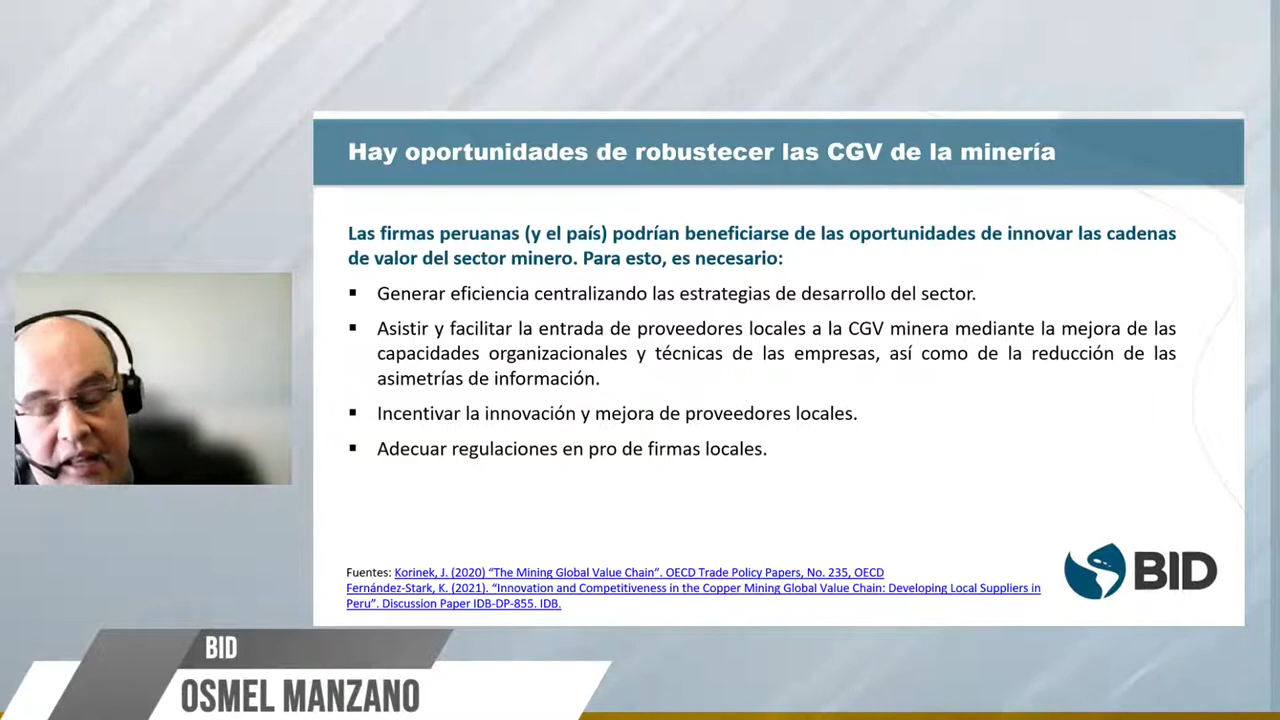 Hay oportunidades de robustecer las CGV de la minería
Las firmas peruanas (y el país) podrían beneficiarse de las oportunidades de innovar las cadenas
de valor del sector minero. Para esto, es necesario:
▪ Generar eficiencia centralizando las estrategias de desarrollo del sector.
▪ Asistir y facilitar la entrada de proveedores locales a la CGV minera mediante la mejora de las
capacidades organizacionales y técnicas de las empresas, así como de la reducción de las
asimetrías de información.
▪ Incentivar la innovación y mejora de proveedores locales.
▪ Adecuar regulaciones en pro de firmas locales.
Fuentes: Korinek, J. (2020) “The Mining Global Value Chain”. OECD Trade Policy Papers, No. 235, OECD
Fernández-Stark, K. (2021). “Innovation and Competitiveness in the Copper Mining Global Value Chain: Developing Local Suppliers in
Peru”. Discussion Paper IDB-DP-855. IDB.
BID
BID
OSMEL MANZANO